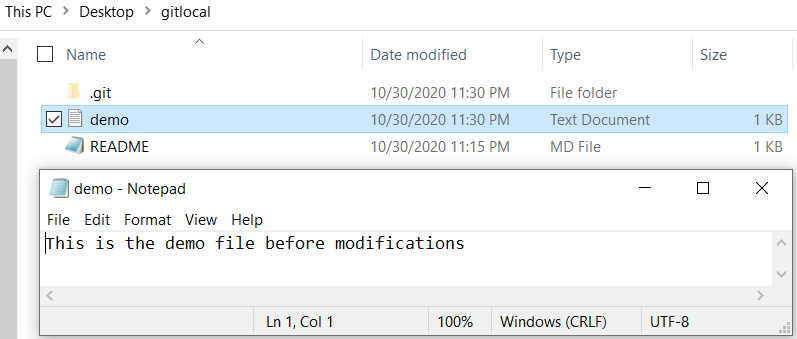 This PC > Desktop > gitlocal
Name Date modified Type Size
.git 10/30/2020 11:30 PM File folder
demo 10/30/2020 11:30 PM Text Document 1 KB
README 10/30/2020 11:15 PM MD File 1 KB
demo - Notepad
File Edit Format View Help
This is the demo file before modifications
Ln 1, Col 1 100% Windows (CRLF) UTF-8